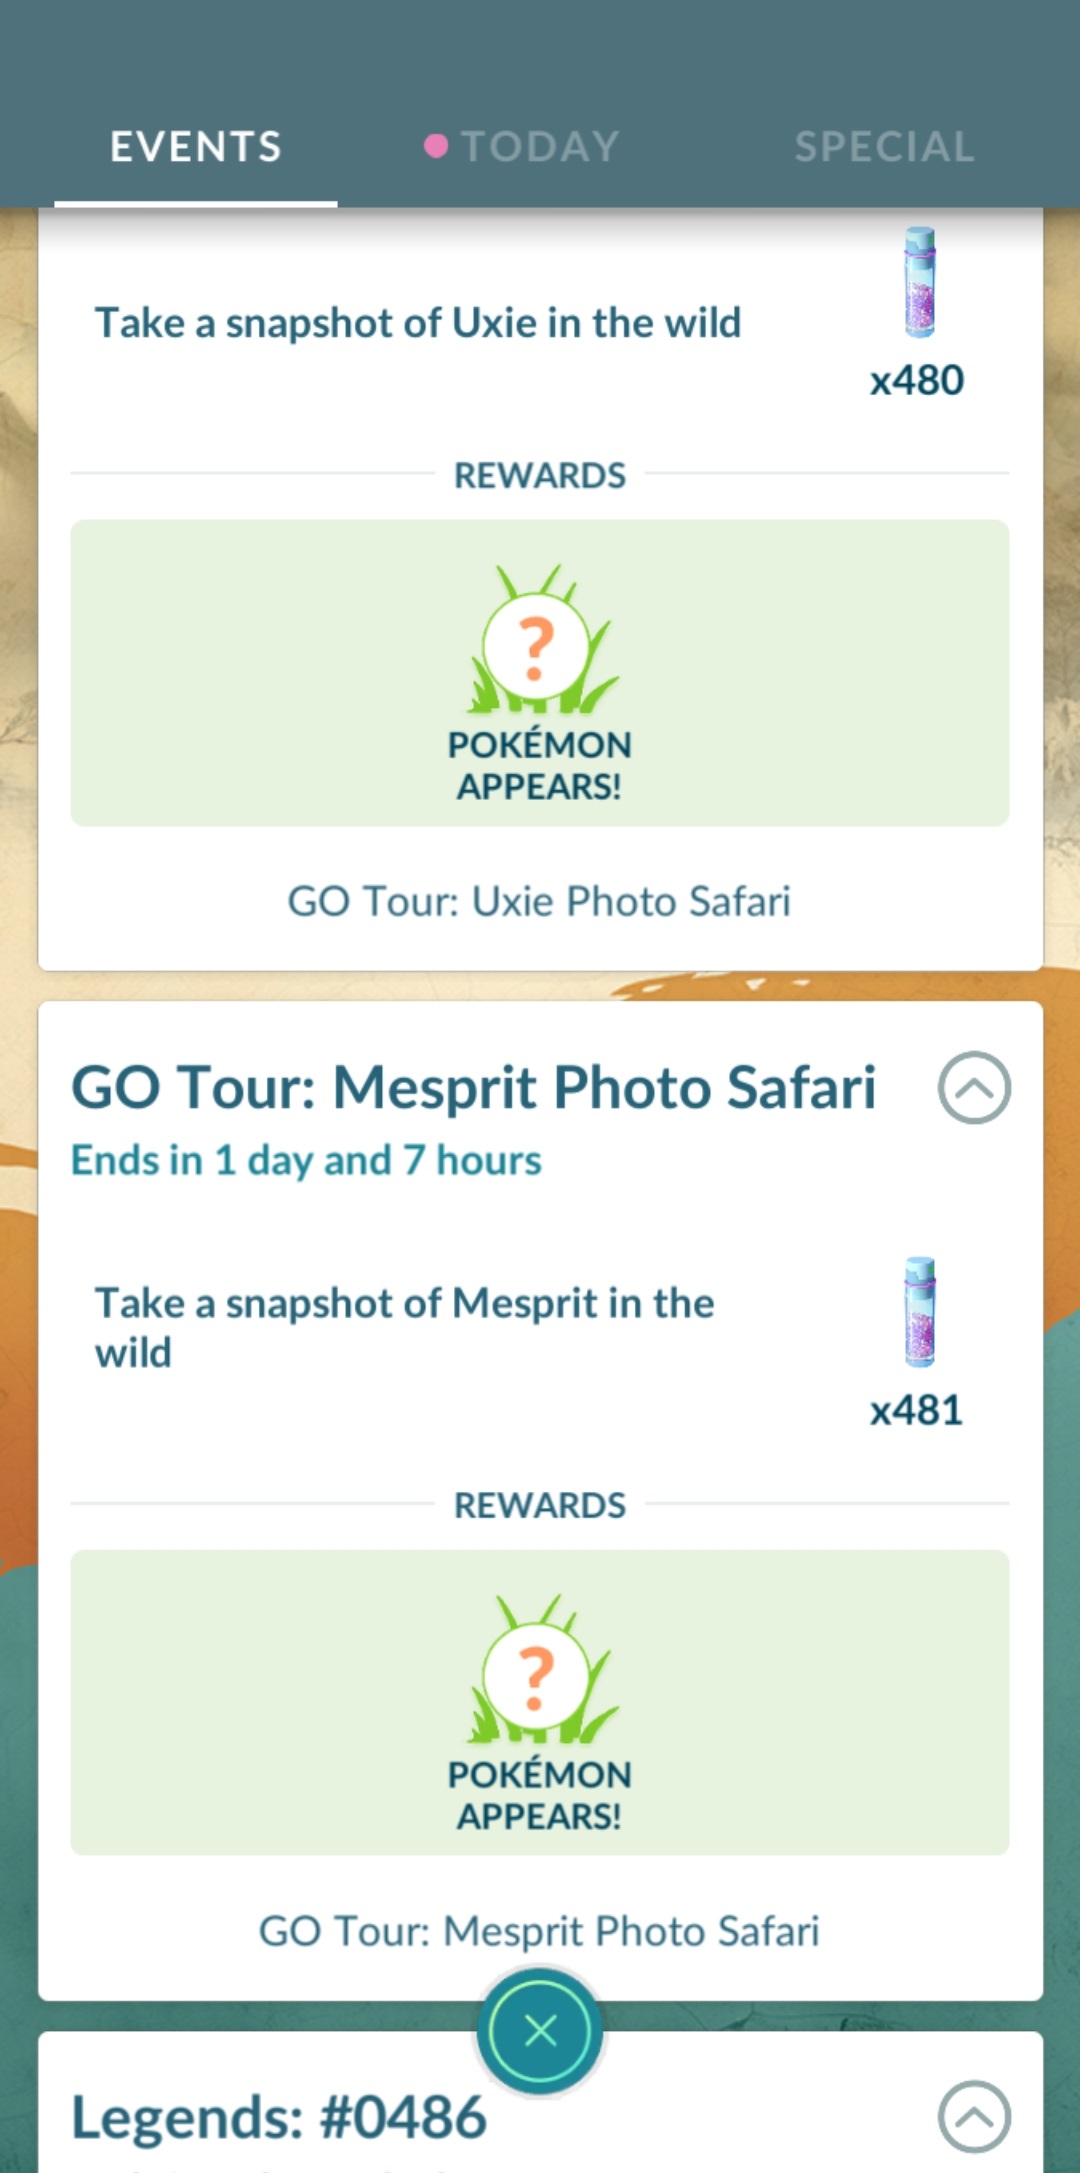 EVENTS
TODAY
SPECIAL
Take a snapshot of Uxie in the wild
x480
REWARDS
?
POKÉMON
APPEARS!
GO Tour: Uxie Photo Safari
GO Tour: Mesprit Photo Safari
Ends in 1 day and 7 hours
Take a snapshot of Mesprit in the
wild
x481
REWARDS
?
POKÉMON
APPEARS!
GO Tour: Mesprit Photo Safari
Legends: #0486